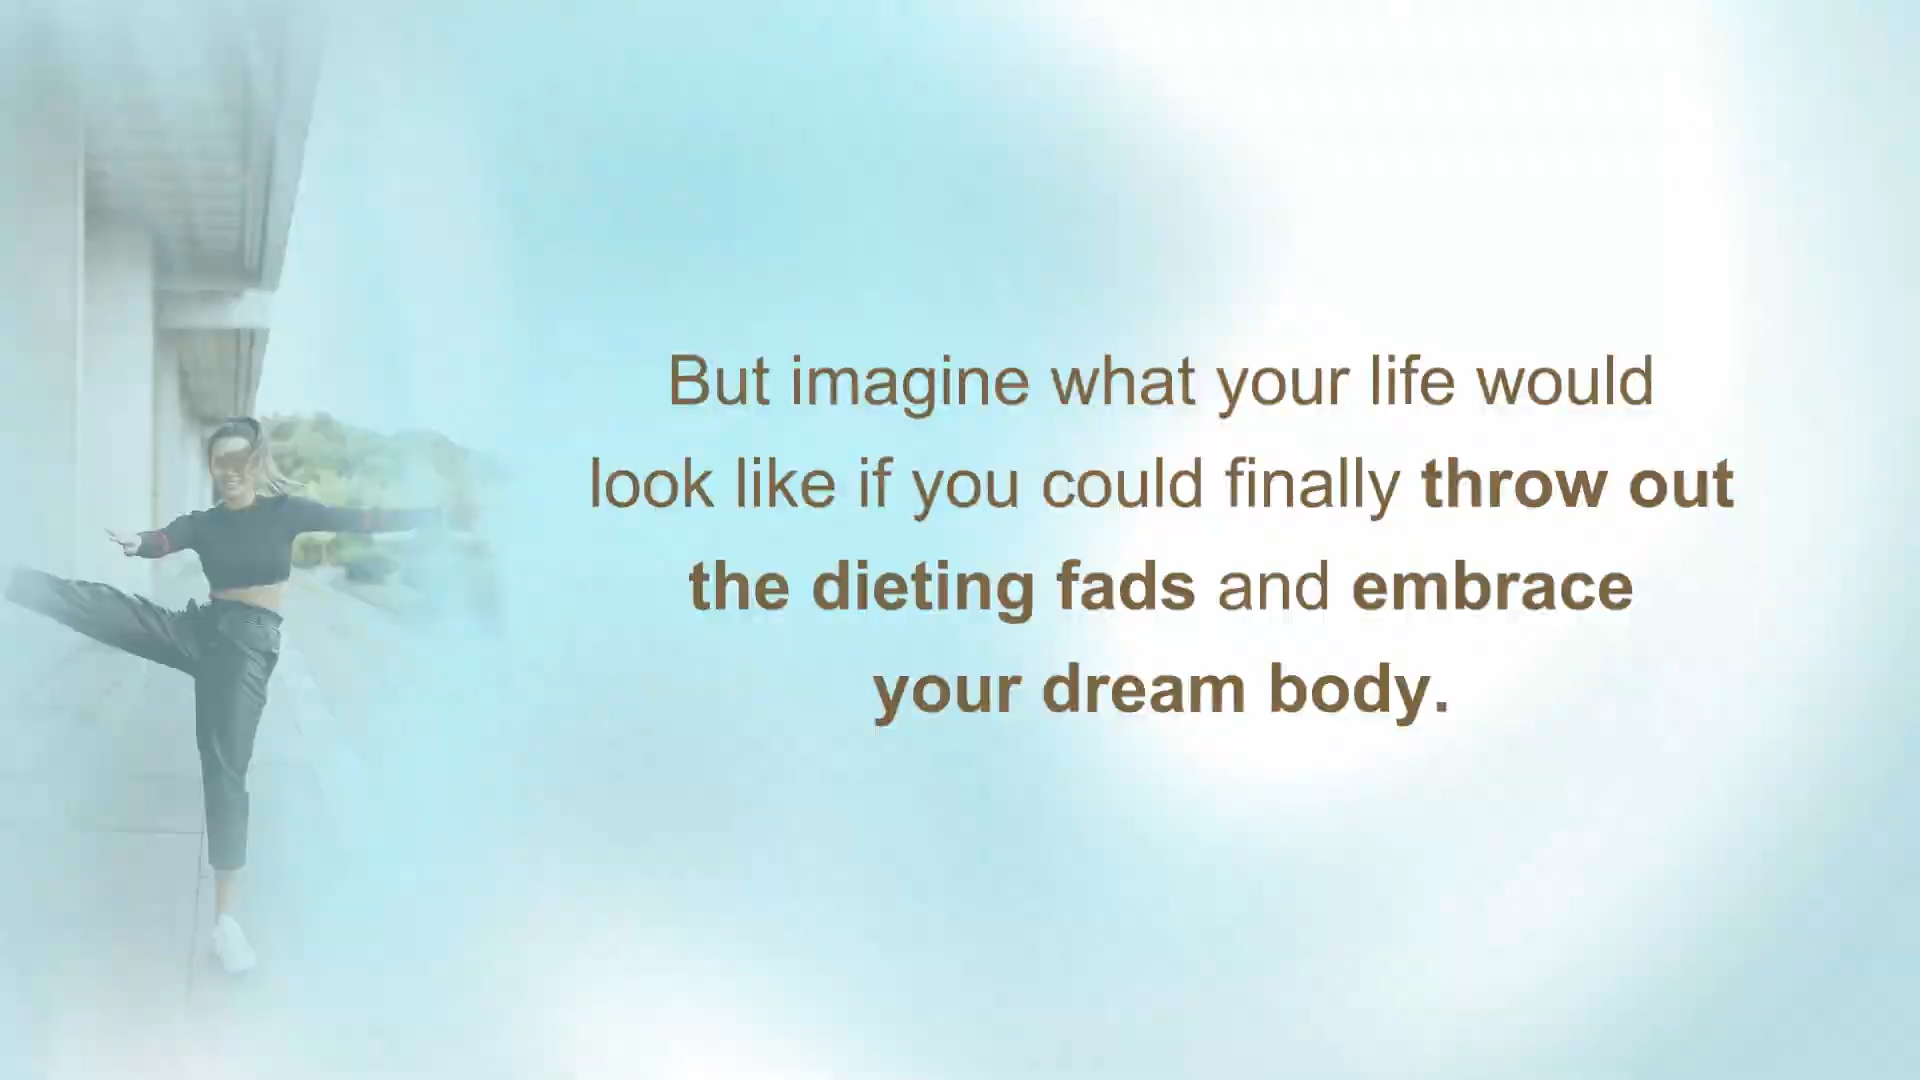 But imagine what your life would
look like if you could finally throw out
the dieting fads and embrace
your dream body.